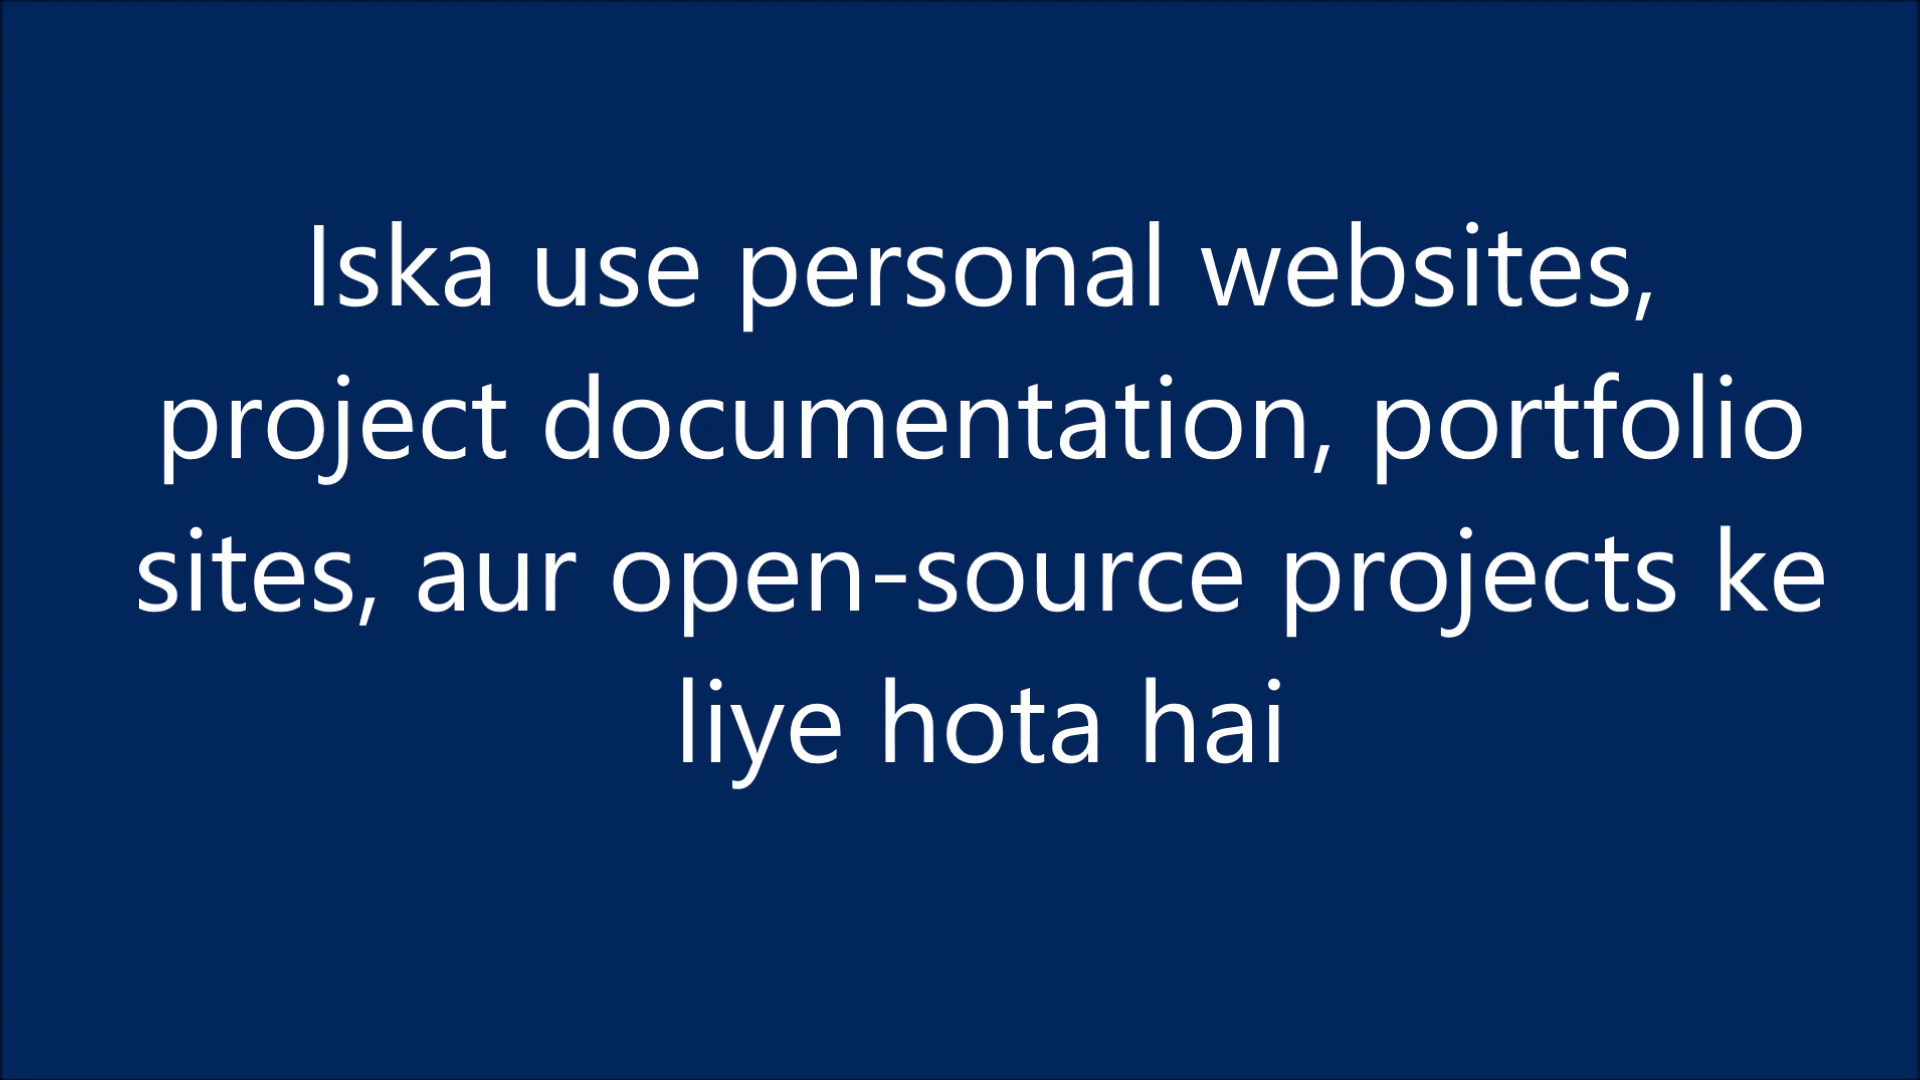 Iska use personal websites,
project documentation, portfolio
sites, aur open-source projects ke
liye hota hai